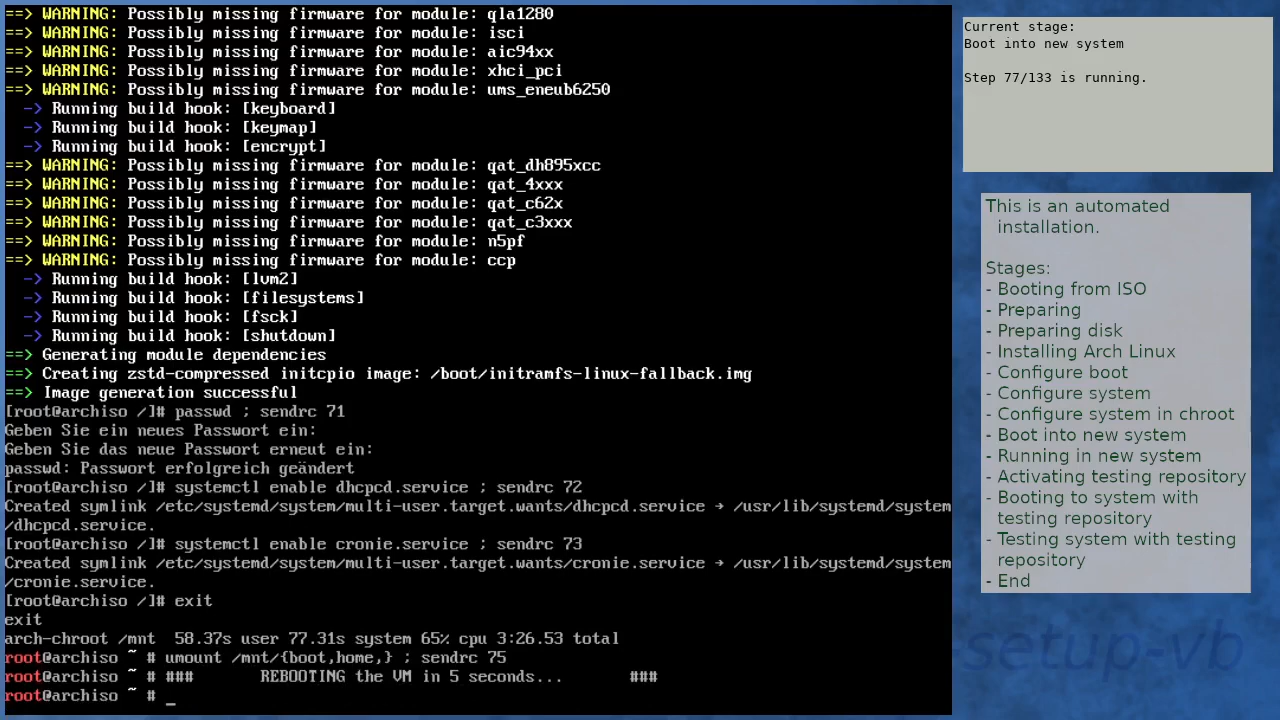 ==> WARNING: Possibly missing firmware for module: qla1280
==> WARNING: Possibly missing firmware for module: isci
==> WARNING: Possibly missing firmware for module: aic94xx
==> WARNING: Possibly missing firmware for module: xhci_pci
==> WARNING: Possibly missing firmware for module: ums_eneub6250
  -> Running build hook: [keyboard]
  -> Running build hook: [keymap]
  -> Running build hook: [encrypt]
==> WARNING: Possibly missing firmware for module: qat_dh895xcc
==> WARNING: Possibly missing firmware for module: qat_4xxx
==> WARNING: Possibly missing firmware for module: qat_c62x
==> WARNING: Possibly missing firmware for module: qat_c3xxx
==> WARNING: Possibly missing firmware for module: n5pf
==> WARNING: Possibly missing firmware for module: ccp
  -> Running build hook: [lvm2]
  -> Running build hook: [filesystems]
  -> Running build hook: [fsck]
  -> Running build hook: [shutdown]
==> Generating module dependencies
==> Creating zstd-compressed initcpio image: /boot/initramfs-linux-fallback.img
==> Image generation successful
[root@archiso /]# passwd ; sendrc 71
Geben Sie ein neues Passwort ein:
Geben Sie das neue Passwort erneut ein:
passwd: Passwort erfolgreich geändert
[root@archiso /]# systemctl enable dhcpcd.service ; sendrc 72
Created symlink /etc/systemd/system/multi-user.target.wants/dhcpcd.service → /usr/lib/systemd/system
/dhcpcd.service.
[root@archiso /]# systemctl enable cronie.service ; sendrc 73
Created symlink /etc/systemd/system/multi-user.target.wants/cronie.service → /usr/lib/systemd/system
/cronie.service.
[root@archiso /]# exit
exit
arch-chroot /mnt  58.37s user 77.31s system 65% cpu 3:26.53 total
root@archiso ~ # umount /mnt/{boot,home,} ; sendrc 75
root@archiso ~ # ###       REBOOTING the VM in 5 seconds...       ###
root@archiso ~ # _
Current stage:
Boot into new system
Step 77/133 is running.
This is an automated
installation.
Stages:
- Booting from ISO
- Preparing
- Preparing disk
- Installing Arch Linux
- Configure boot
- Configure system
- Configure system in chroot
- Boot into new system
- Running in new system
- Activating testing repository
- Booting to system with
testing repository
- Testing system with testing
repository
- End
-setup-vb